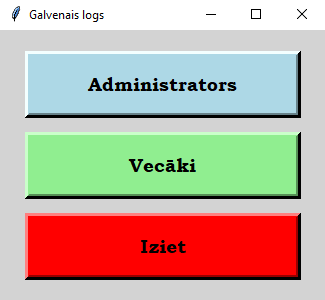 Galvenais logs
Administrators
Vecāki
Iziet